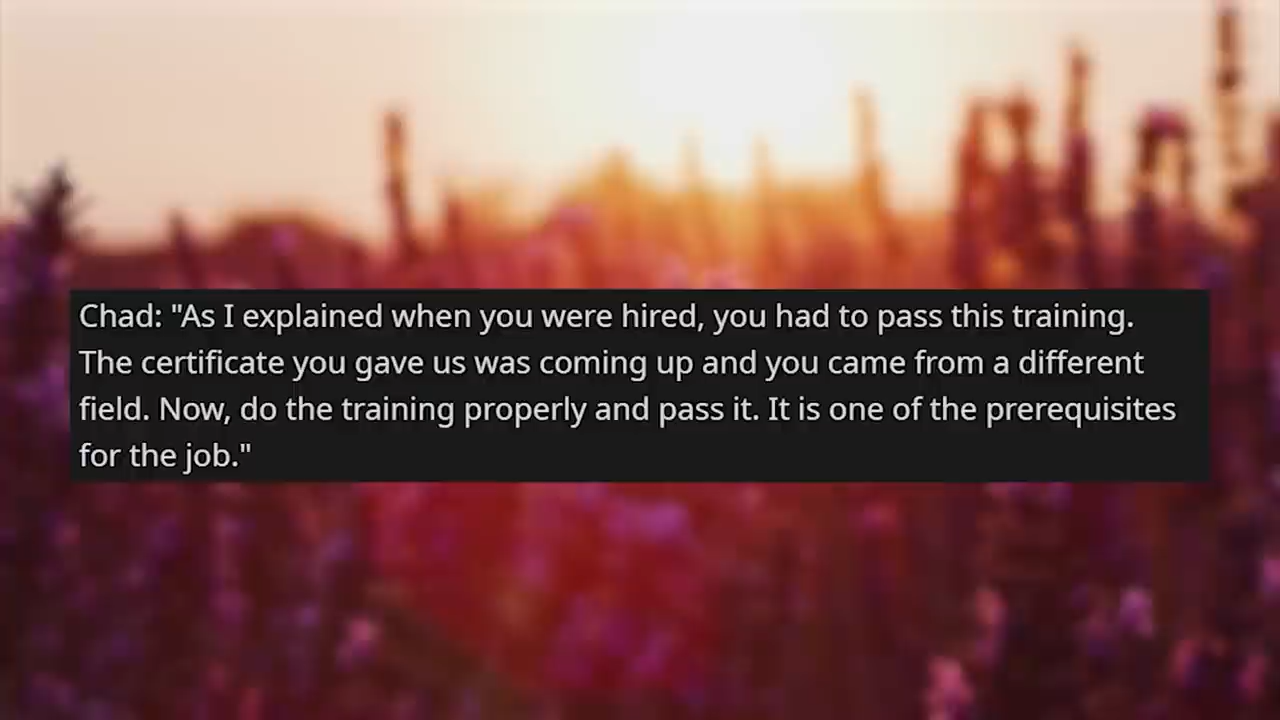 Chad: "As I explained when you were hired, you had to pass this training.
The certificate you gave us was coming up and you came from a different
field. Now, do the training properly and pass it. It is one of the prerequisites
for the job."